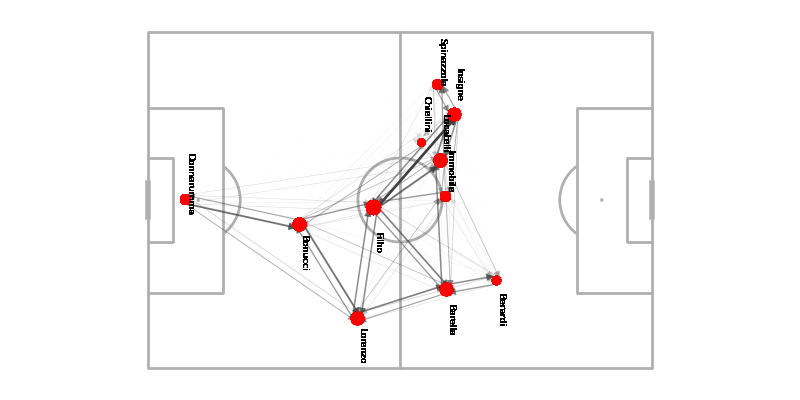 Spinazzola
Insigne
Chiellini
Immobile
Donnarumma
Filho
Bonucci
Barella
Berardi
Lorenzo